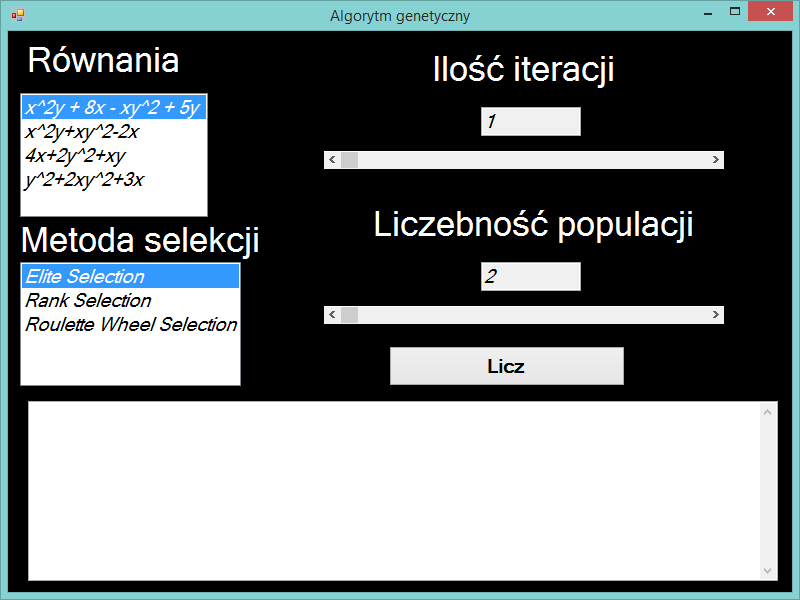 Algorytm genetyczny
Równania
x^2y + 8x - xy^2 + 5y
x^2y+xy^2-2x
4x+2y^2+xy
y^2+2xy^2+3x
Metoda selekcji
Elite Selection
Rank Selection
Roulette Wheel Selection
Ilość iteracji
1
Liczebność populacji
2
Licz